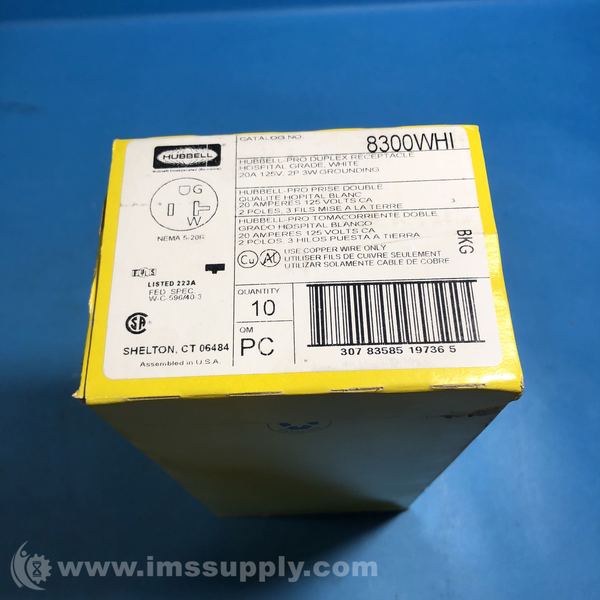 HUBBELL
CATALOG NO.
8300WHI
HUBBELL-PRO DUPLEX RECEPTACLE
HOSPITAL GRADE, WHITE
20A 125V, 2P 3W GROUNDING
HUBBELL-PRO PRISE DOUBLE
QUALITE HOPITAL BLANC
20 AMPERES 125 VOLTS CA
2 POLES, 3 FILS MISE A LA TERRE
3
HUBBELL-PRO TOMACORRIENTE DOBLE
GRADO HOSPITAL BLANCO
20 AMPERES 125 VOLTS CA
2 POLOS, 3 HILOS PUESTA A TIERRA
BKG
G
W
NEMA 5-20R
Cu Al
USE COPPER WIRE ONLY
UTILISER FILS DE CUIVRE SEULEMENT
UTILIZAR SOLAMENTE CABLE DE COBRE
LISTED 223A
FED SPEC
W-C-596/40-3
SHELTON, CT 06484
Assembled in U.S.A.
QUANTITY
10
QM
PC
307 83585 19736 5
www.imssupply.com